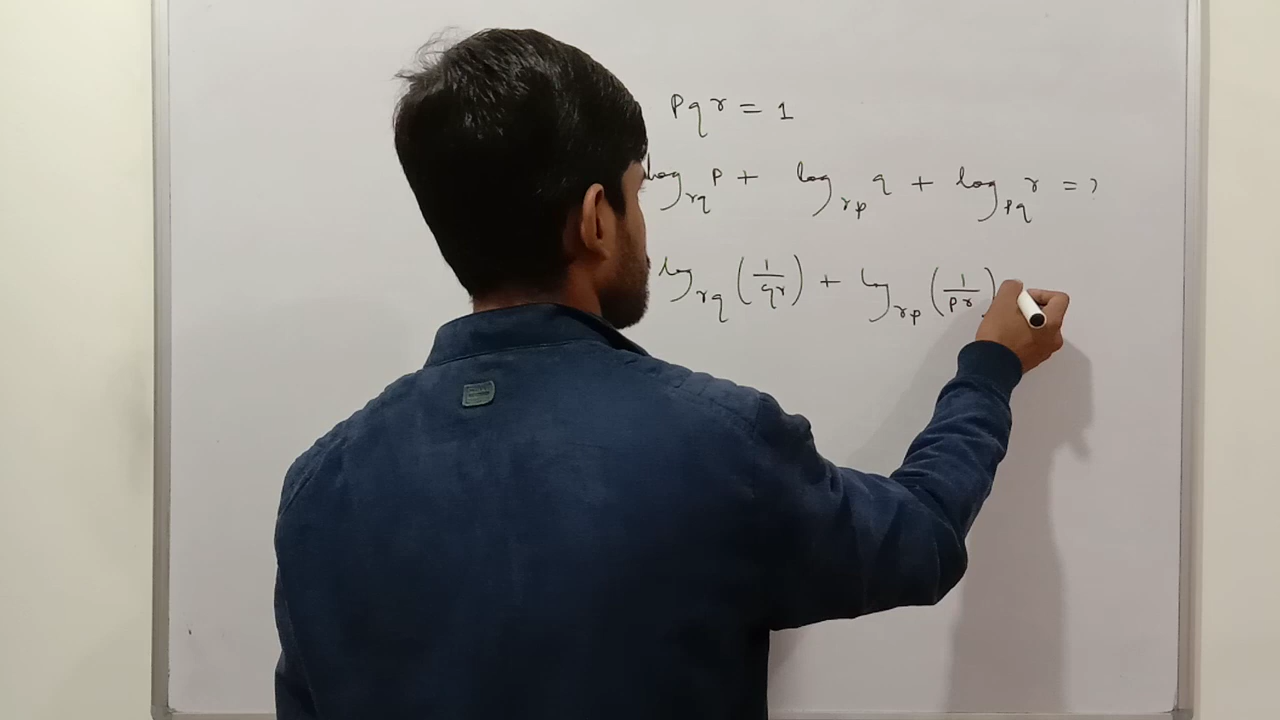 pqr = 1
log_rq p + log_rp q + log_pq r = ?
log_rq (1/qr) + log_rp (1/pr)